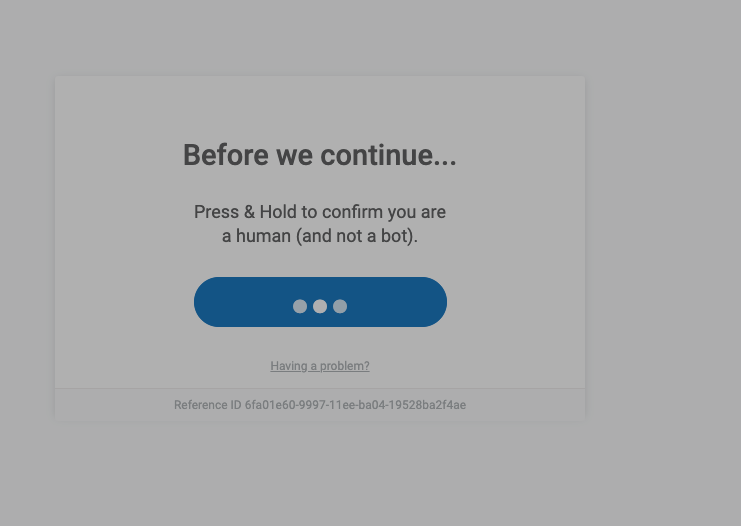 Before we continue...
Press & Hold to confirm you are
a human (and not a bot).
Having a problem?
Reference ID 6fa01e60-9997-11ee-ba04-19528ba2f4ae